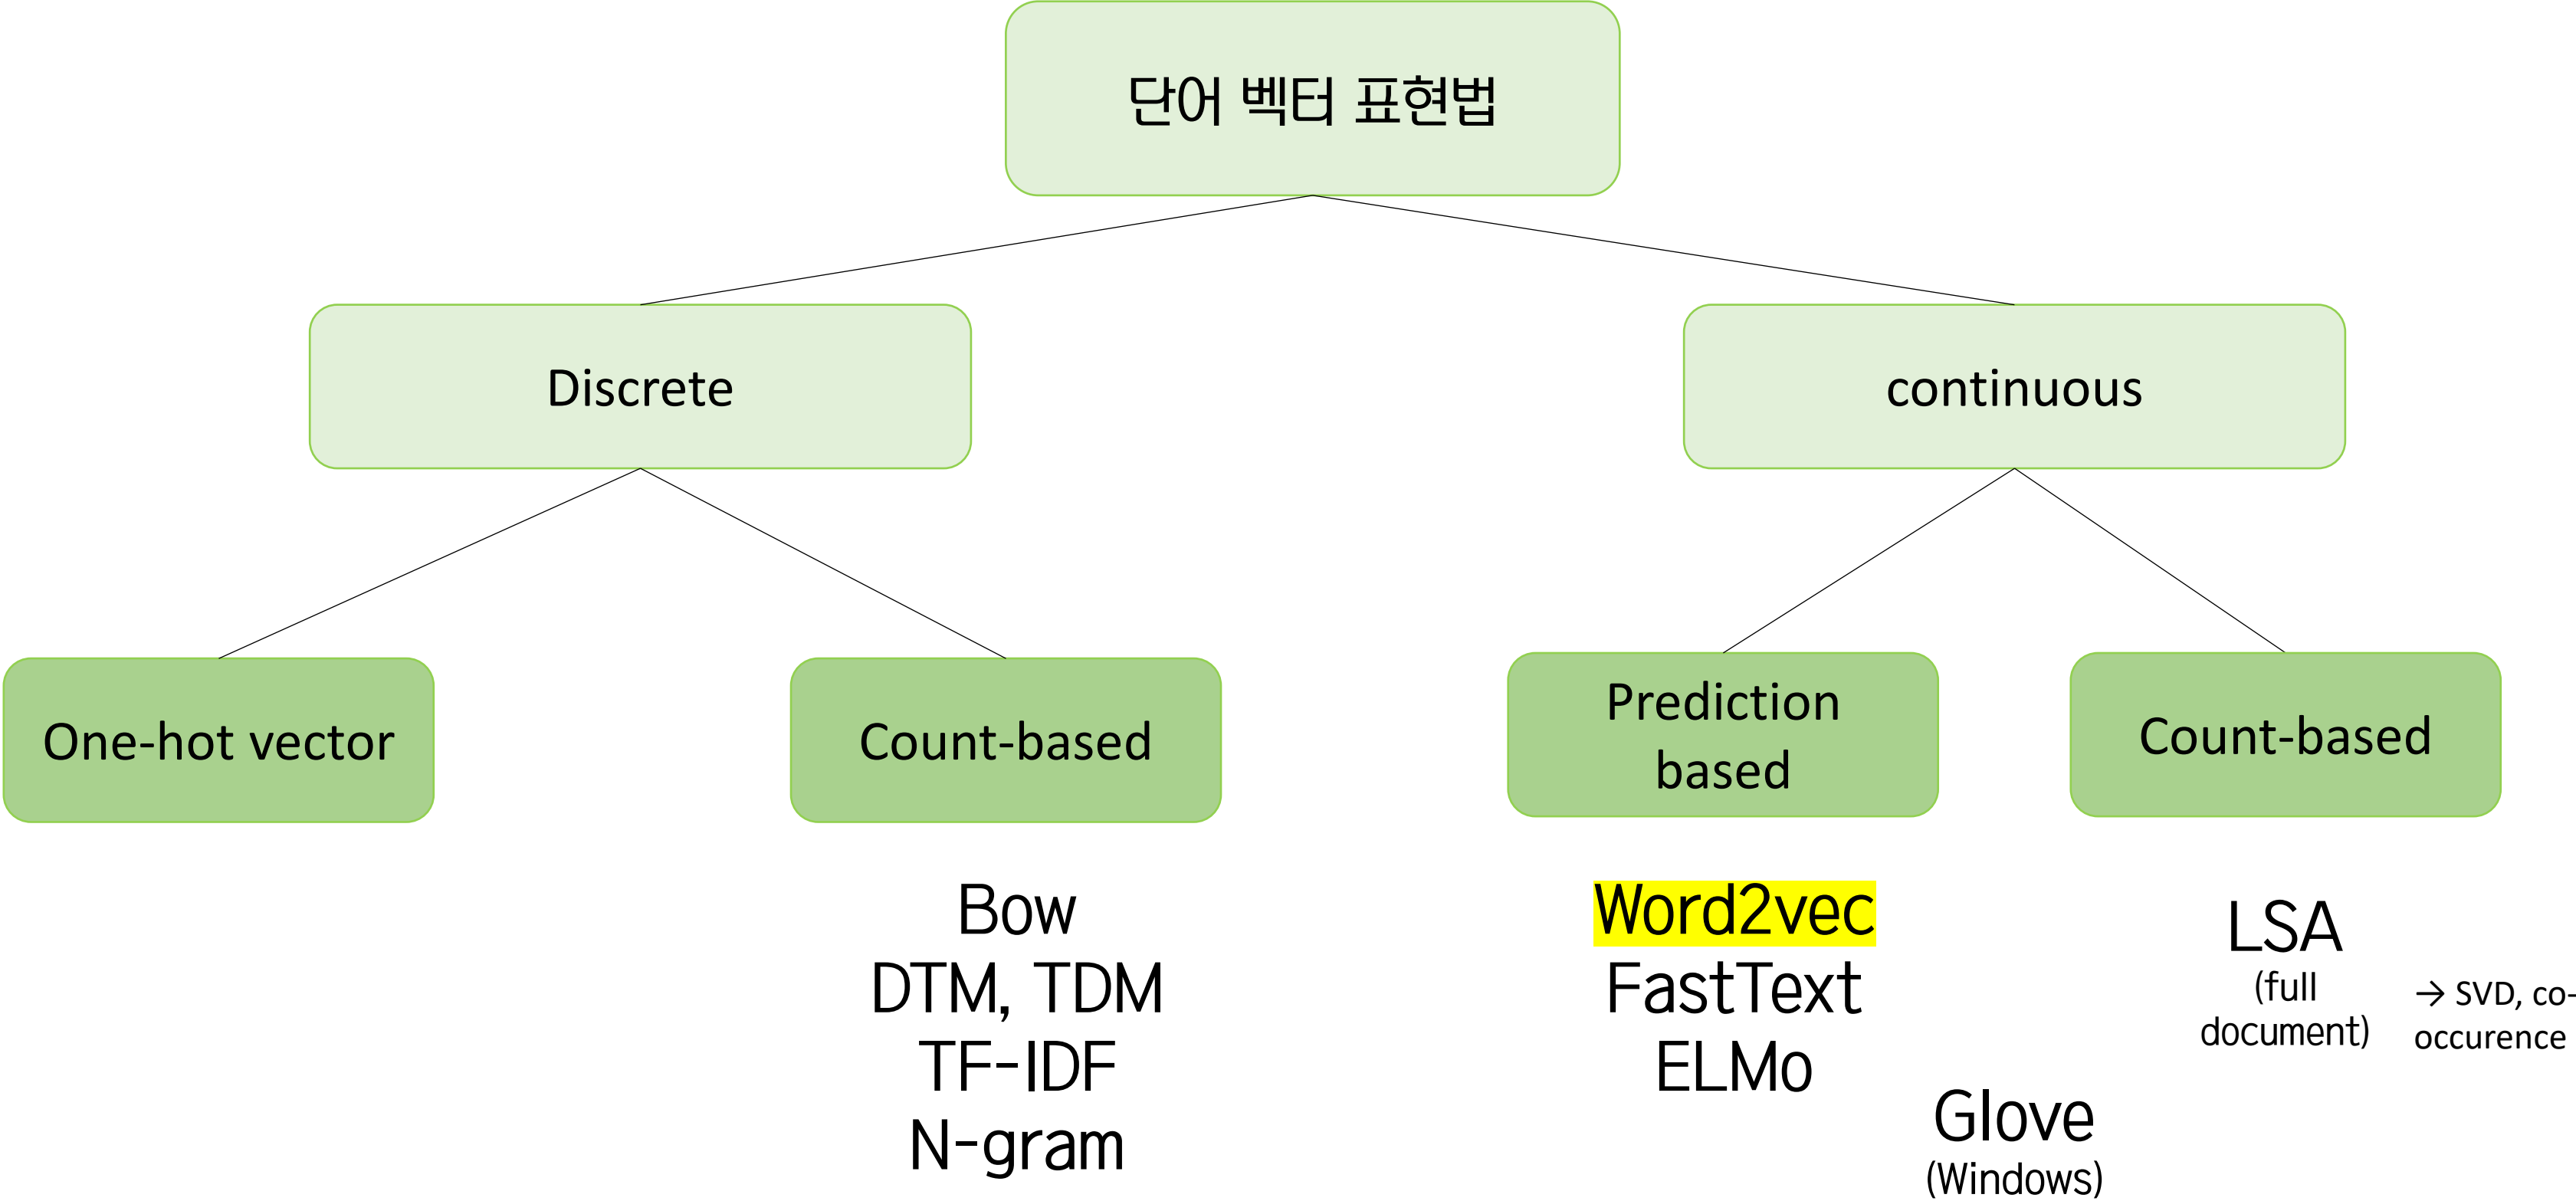 단어 벡터 표현법
Discrete
continuous
One-hot vector
Count-based
Prediction
based
Count-based
Bow
DTM, TDM
TF-IDF
N-gram
Word2vec
FastText
ELMo
Glove
(Windows)
LSA
(full
document)
→ SVD, co-
occurence